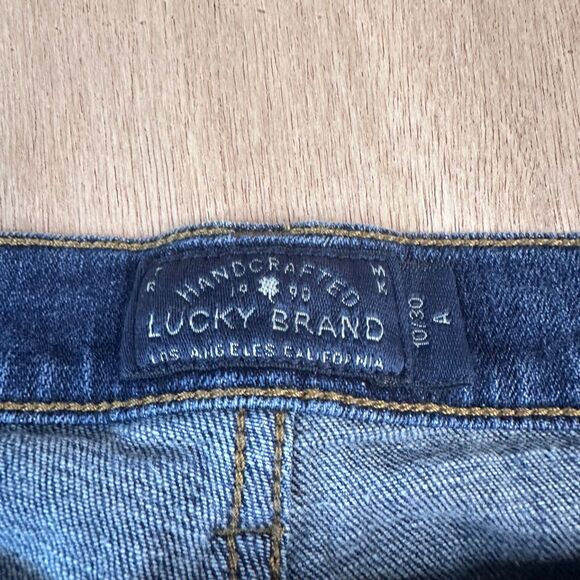 HANDCRAFTED
19 90
LUCKY BRAND
LOS ANGELES CALIFORNIA
10/30
A